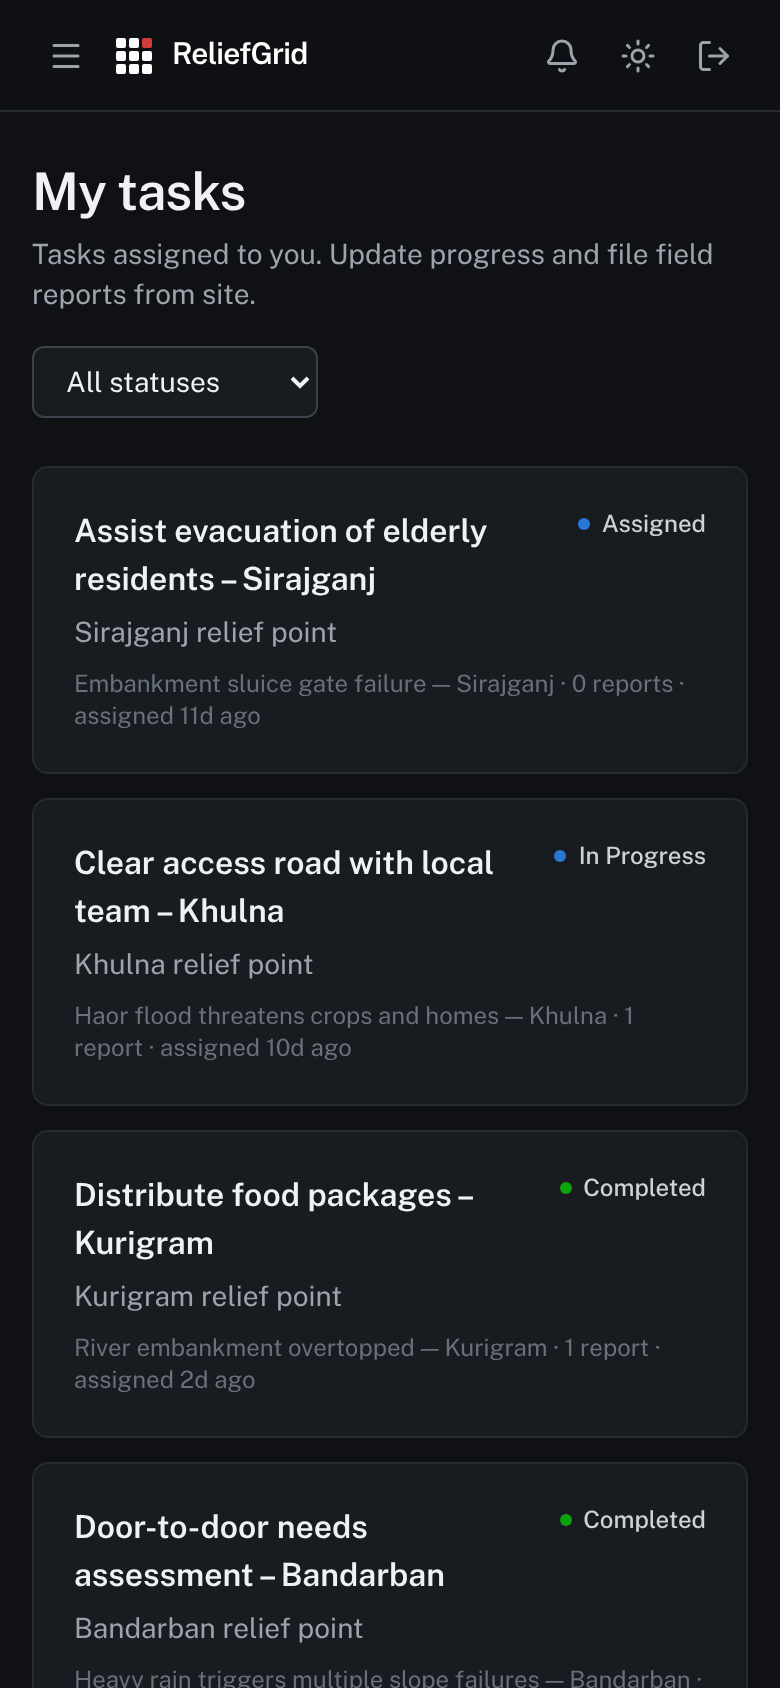 ReliefGrid
My tasks
Tasks assigned to you. Update progress and file field
reports from site.
All statuses
Assist evacuation of elderly
residents – Sirajganj
Assigned
Sirajganj relief point
Embankment sluice gate failure — Sirajganj · 0 reports ·
assigned 11d ago
Clear access road with local
team – Khulna
In Progress
Khulna relief point
Haor flood threatens crops and homes — Khulna · 1
report · assigned 10d ago
Distribute food packages –
Kurigram
Completed
Kurigram relief point
River embankment overtopped — Kurigram · 1 report ·
assigned 2d ago
Door-to-door needs
assessment – Bandarban
Completed
Bandarban relief point
Heavy rain triggers multiple slope failures — Bandarban ·